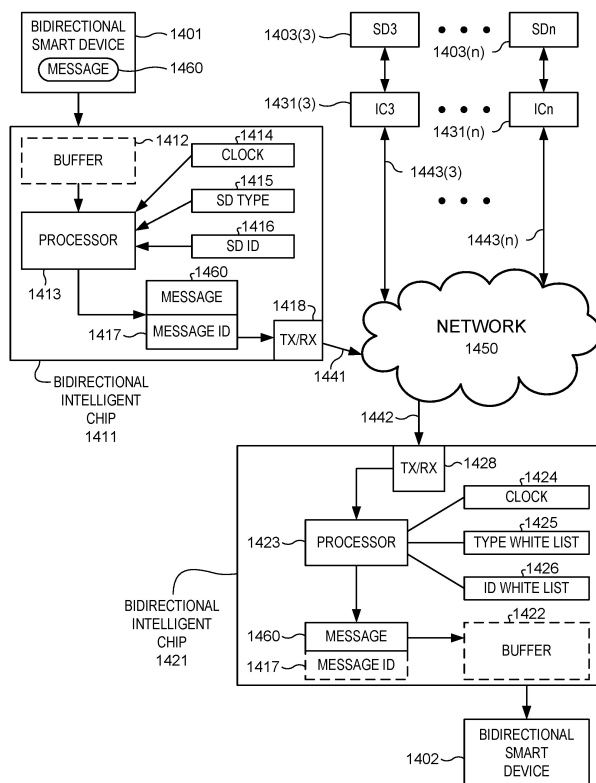 BIDIRECTIONAL
SMART DEVICE
MESSAGE
1401
1460
1403(3)
SD3
SDn
1403(n)
1431(3)
IC3
ICn
1431(n)
1412
BUFFER
1414
CLOCK
1415
SD TYPE
PROCESSOR
1416
SD ID
1413
1460
MESSAGE
1417
MESSAGE ID
1418
TX/RX
1441
1443(3)
1443(n)
NETWORK
1450
BIDIRECTIONAL
INTELLIGENT
CHIP
1411
1442
TX/RX
1428
1424
CLOCK
1423
PROCESSOR
1425
TYPE WHITE LIST
1426
ID WHITE LIST
BIDIRECTIONAL
INTELLIGENT
CHIP
1421
1460
MESSAGE
1417
MESSAGE ID
1422
BUFFER
1402
BIDIRECTIONAL
SMART
DEVICE